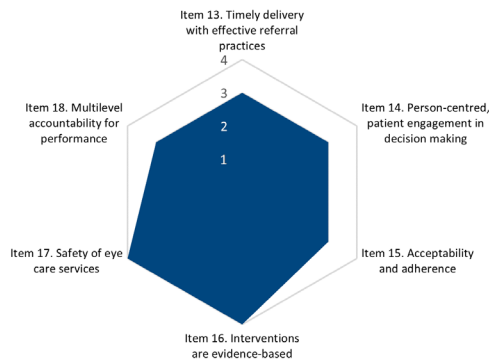 Item 13. Timely delivery
with effective referral
practices
4
3
2
1
Item 18. Multilevel
accountability for
performance
Item 14. Person-centred,
patient engagement in
decision making
Item 17. Safety of eye
care services
Item 15. Acceptability
and adherence
Item 16. Interventions
are evidence-based